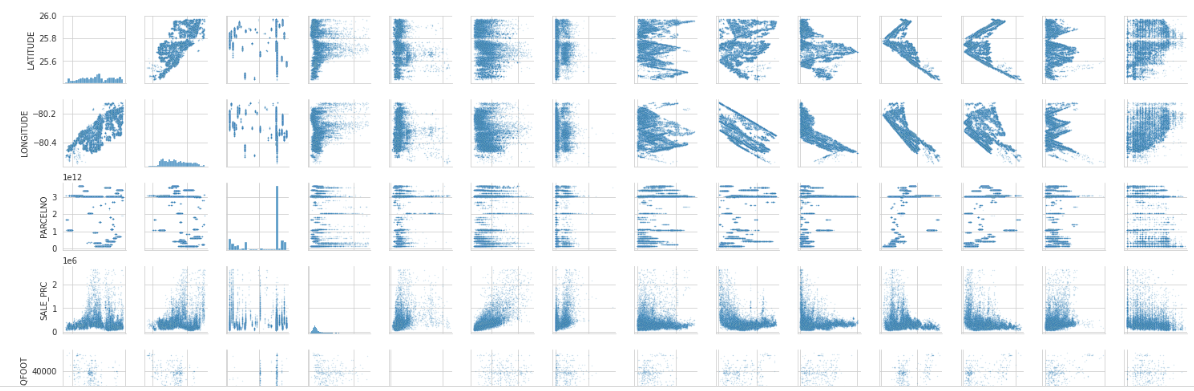 26.0
25.8
25.6
LATITUDE
−80.2
−80.4
LONGITUDE
1e12
3
2
1
0
PARCELNO
1e6
2
1
0
SALE_PRC
40000
QFOOT